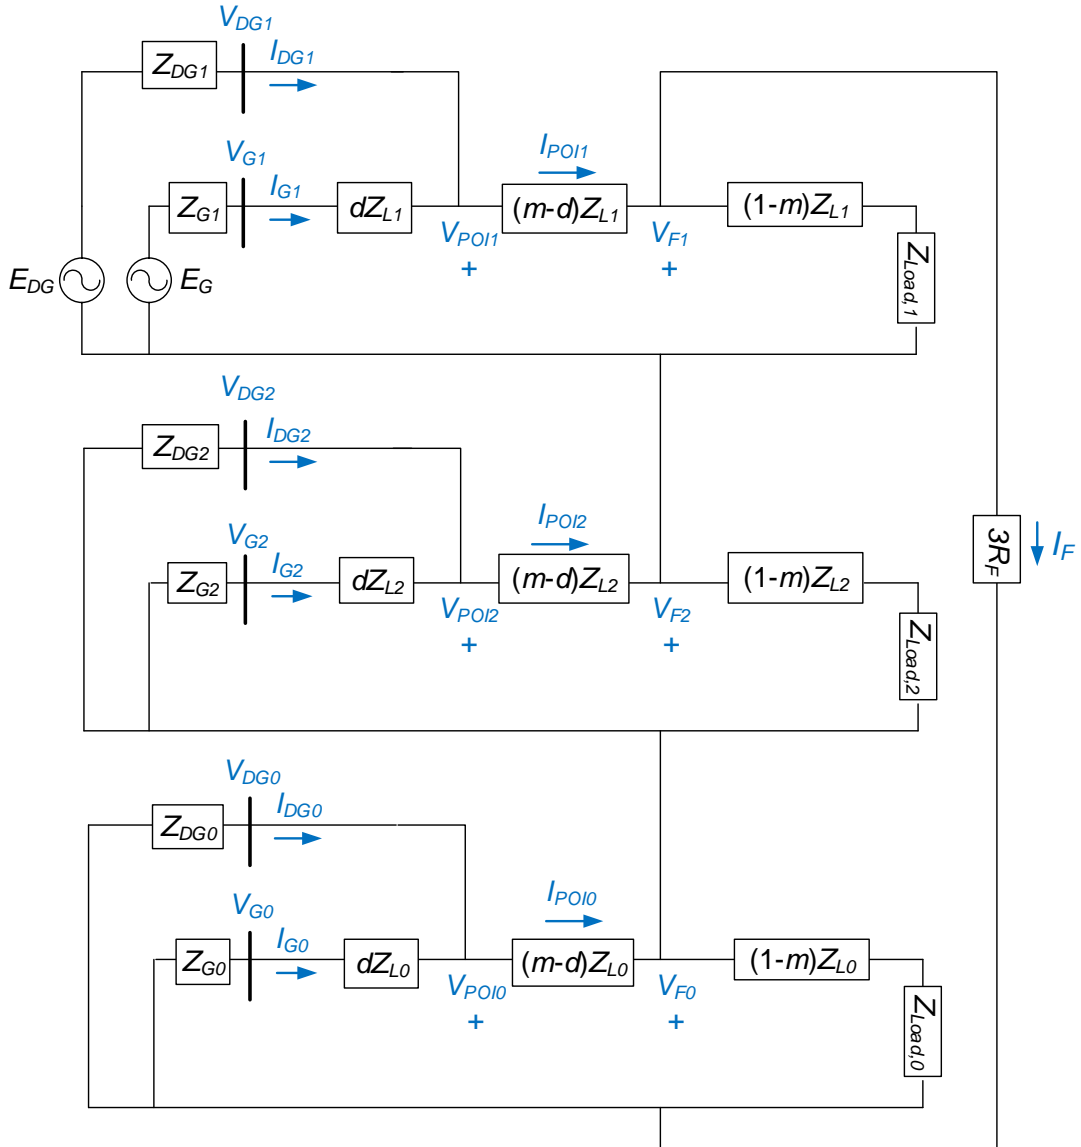 V_DG1
Z_DG1
I_DG1
V_G1
I_G1
I_POI1
Z_G1
dZ_L1
(m-d)Z_L1
(1-m)Z_L1
V_POI1
+
V_F1
+
Z_Load,1
E_DG
E_G
V_DG2
Z_DG2
I_DG2
V_G2
I_G2
I_POI2
3R_F
I_F
Z_G2
dZ_L2
(m-d)Z_L2
(1-m)Z_L2
V_POI2
+
V_F2
+
Z_Load,2
V_DG0
Z_DG0
I_DG0
V_G0
I_G0
I_POI0
Z_G0
dZ_L0
(m-d)Z_L0
(1-m)Z_L0
V_POI0
+
V_F0
+
Z_Load,0